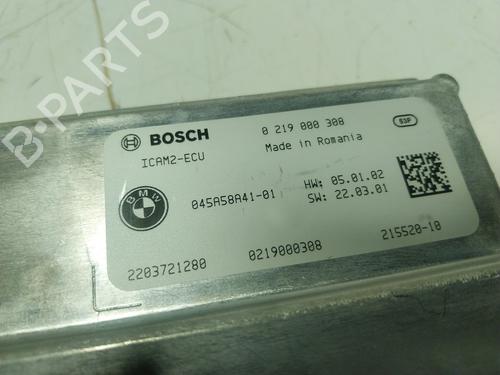 B-PARTS
BOSCH 0 219 000 308
ICAM2-ECU Made in Romania
BMW 045A58A41-01 HW: 05.01.02
SW: 22.03.01
2203721280 0219000308 215520-10